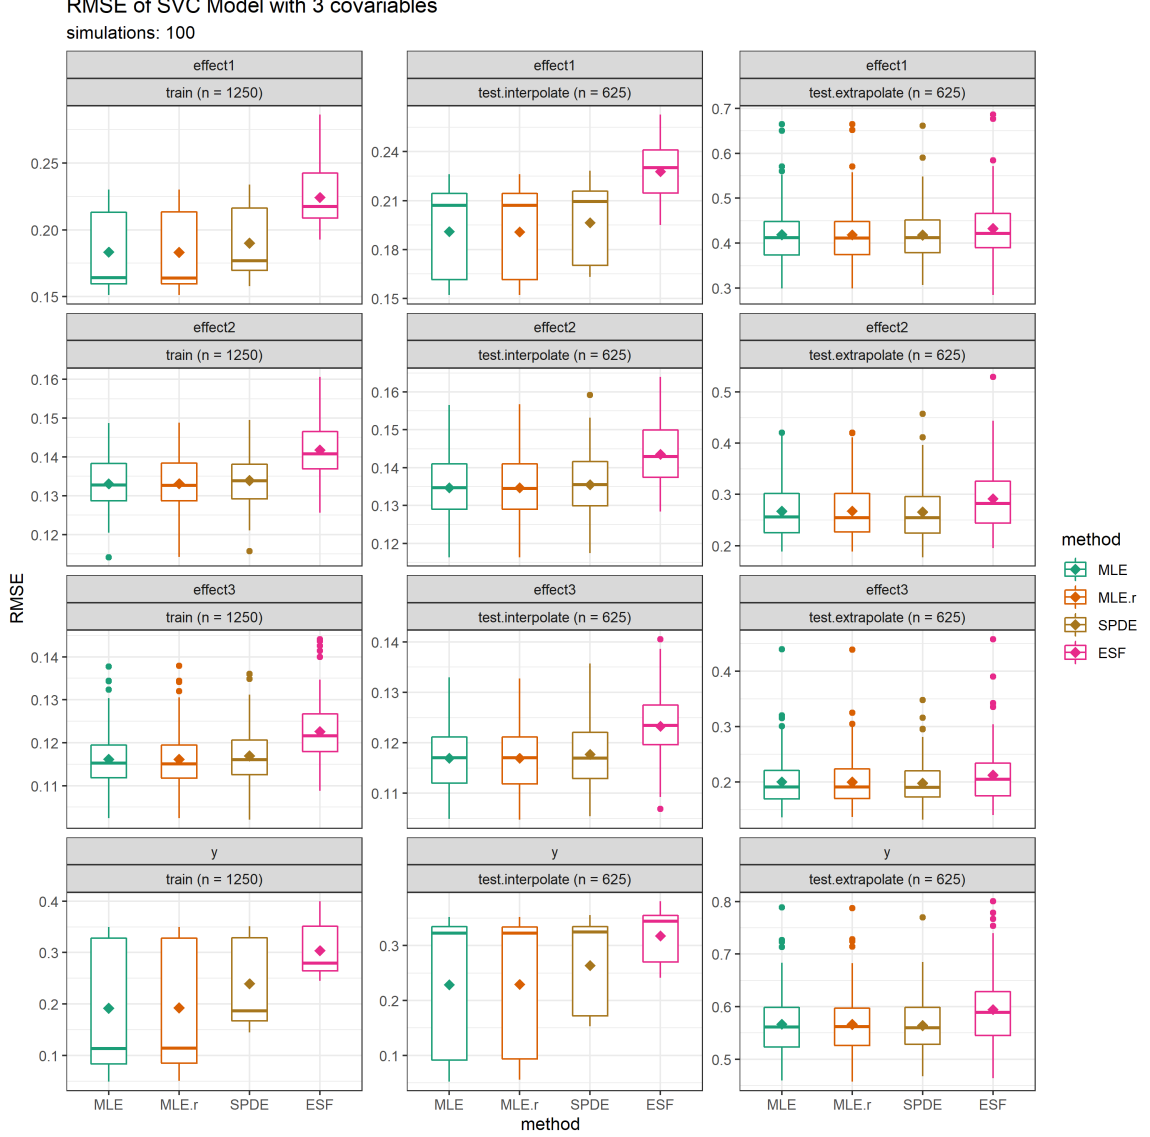 RMSE of SVC Model with 3 covariables
simulations: 100
effect1 effect1 effect1
train (n = 1250) test.interpolate (n = 625) test.extrapolate (n = 625)
0.25 0.20 0.15
0.24 0.21 0.18 0.15
0.7 0.6 0.5 0.4 0.3
effect2 effect2 effect2
train (n = 1250) test.interpolate (n = 625) test.extrapolate (n = 625)
0.16 0.15 0.14 0.13 0.12
0.16 0.15 0.14 0.13 0.12
0.5 0.4 0.3 0.2
effect3 effect3 effect3
train (n = 1250) test.interpolate (n = 625) test.extrapolate (n = 625)
0.14 0.13 0.12 0.11
0.14 0.13 0.12 0.11
0.4 0.3 0.2
y y y
train (n = 1250) test.interpolate (n = 625) test.extrapolate (n = 625)
0.4 0.3 0.2 0.1
0.3 0.2 0.1
0.8 0.7 0.6 0.5
MLE MLE.r SPDE ESF MLE MLE.r SPDE ESF MLE MLE.r SPDE ESF
method
RMSE
method
MLE
MLE.r
SPDE
ESF